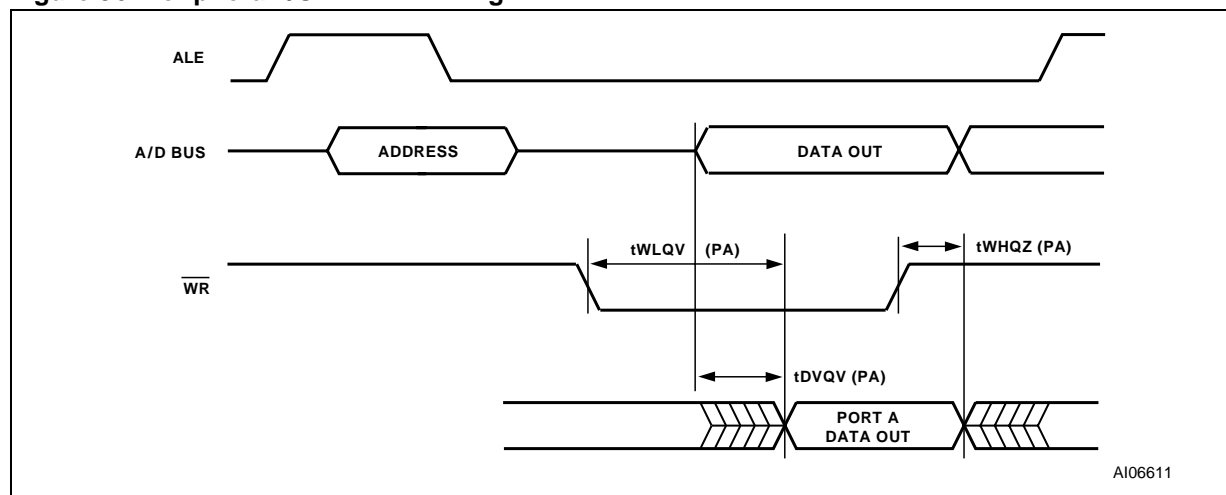 ALE
A/D BUS
ADDRESS
DATA OUT
tWLQV (PA)
tWHQZ (PA)
WR
tDVQV (PA)
PORT A
DATA OUT
AI06611